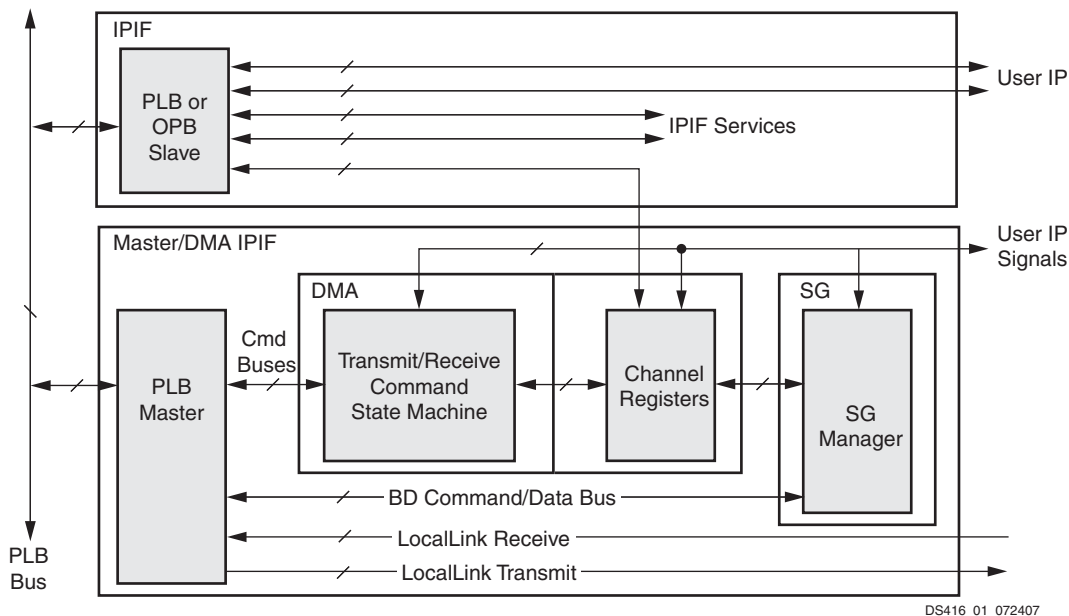 IPIF
PLB or
OPB
Slave
User IP
IPIF Services
Master/DMA IPIF
User IP
Signals
DMA
SG
Cmd
Buses
PLB
Master
Transmit/Receive
Command
State Machine
Channel
Registers
SG
Manager
BD Command/Data Bus
LocalLink Receive
LocalLink Transmit
PLB
Bus
DS416_01_072407